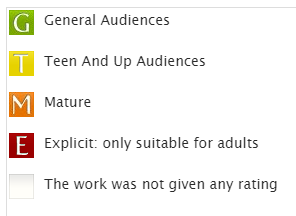 G General Audiences
T Teen And Up Audiences
M Mature
E Explicit: only suitable for adults
The work was not given any rating